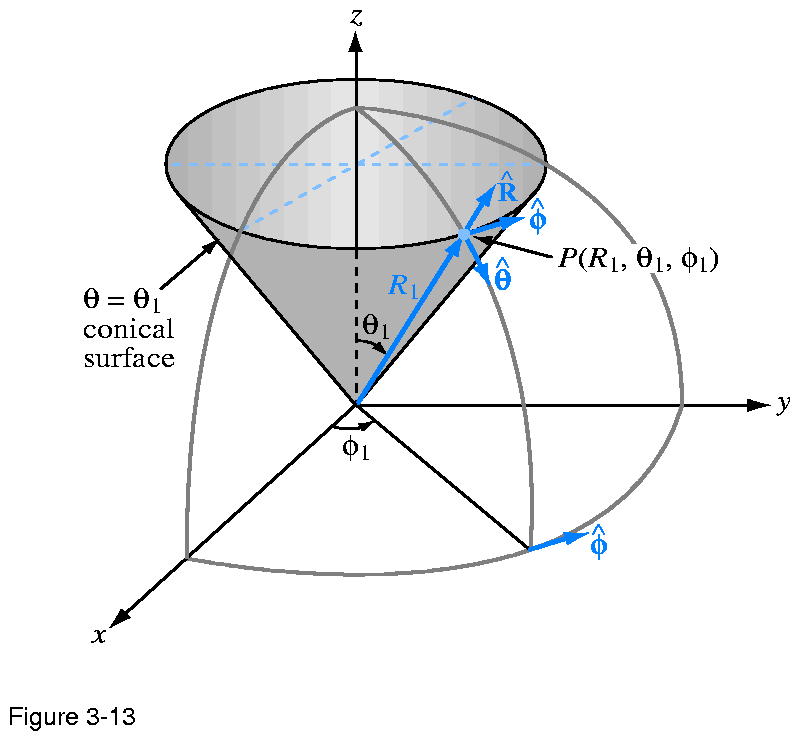 z
R̂
ϕ̂
P(R₁, θ₁, ϕ₁)
θ̂
R₁
θ = θ₁
conical
surface
θ₁
y
ϕ₁
ϕ̂
x
Figure 3-13